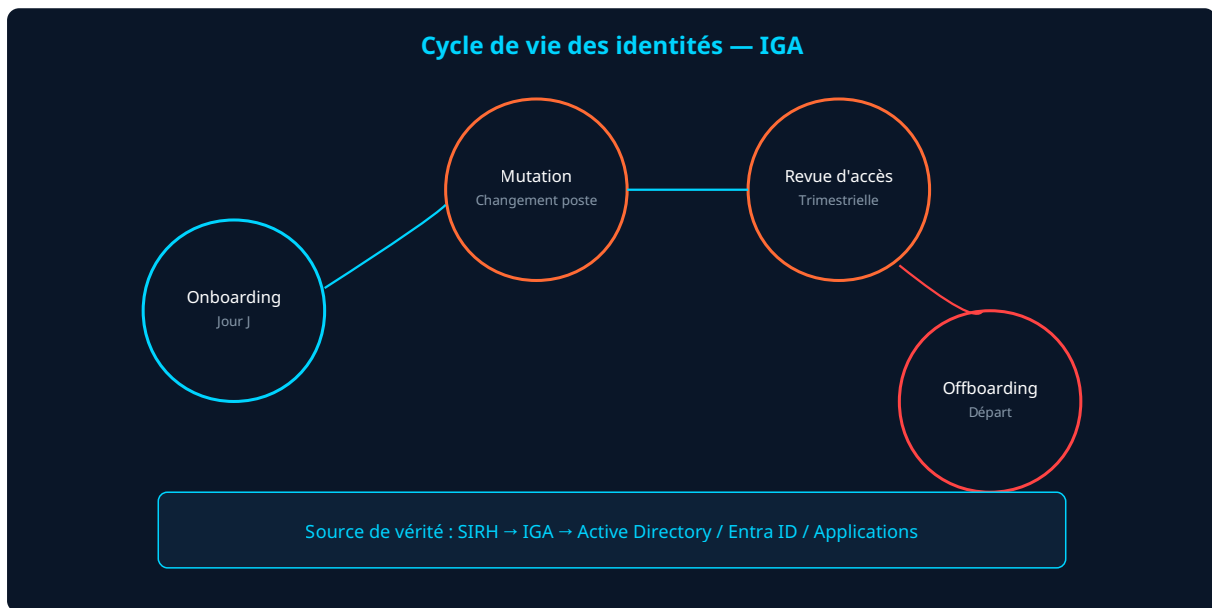 Cycle de vie des identités — IGA
Onboarding
Jour J
Mutation
Changement poste
Revue d'accès
Trimestrielle
Offboarding
Départ
Source de vérité : SIRH → IGA → Active Directory / Entra ID / Applications